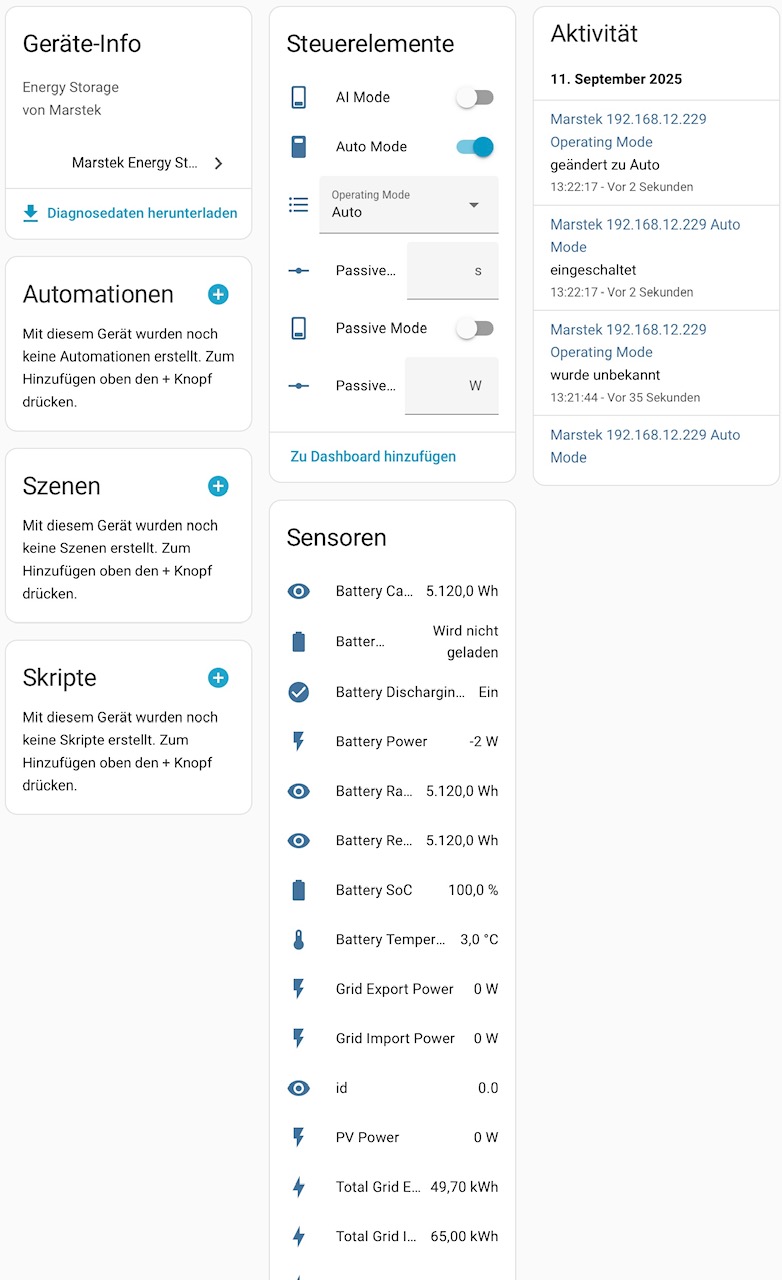 Geräte-Info
Energy Storage
von Marstek
Marstek Energy St...
Diagnosedaten herunterladen
Automationen
Mit diesem Gerät wurden noch
keine Automationen erstellt. Zum
Hinzufügen oben den + Knopf
drücken.
Szenen
Mit diesem Gerät wurden noch
keine Szenen erstellt. Zum
Hinzufügen oben den + Knopf
drücken.
Skripte
Mit diesem Gerät wurden noch
keine Skripte erstellt. Zum
Hinzufügen oben den + Knopf
drücken.
Steuerelemente
AI Mode
Auto Mode
Operating Mode
Auto
Passive... s
Passive Mode
Passive... W
Zu Dashboard hinzufügen
Sensoren
Battery Ca... 5.120,0 Wh
Batter... Wird nicht
geladen
Battery Dischargin... Ein
Battery Power -2 W
Battery Ra... 5.120,0 Wh
Battery Re... 5.120,0 Wh
Battery SoC 100,0 %
Battery Temper... 3,0 °C
Grid Export Power 0 W
Grid Import Power 0 W
id 0.0
PV Power 0 W
Total Grid E... 49,70 kWh
Total Grid I... 65,00 kWh
Aktivität
11. September 2025
Marstek 192.168.12.229
Operating Mode
geändert zu Auto
13:22:17 - Vor 2 Sekunden
Marstek 192.168.12.229 Auto
Mode
eingeschaltet
13:22:17 - Vor 2 Sekunden
Marstek 192.168.12.229
Operating Mode
wurde unbekannt
13:21:44 - Vor 35 Sekunden
Marstek 192.168.12.229 Auto
Mode